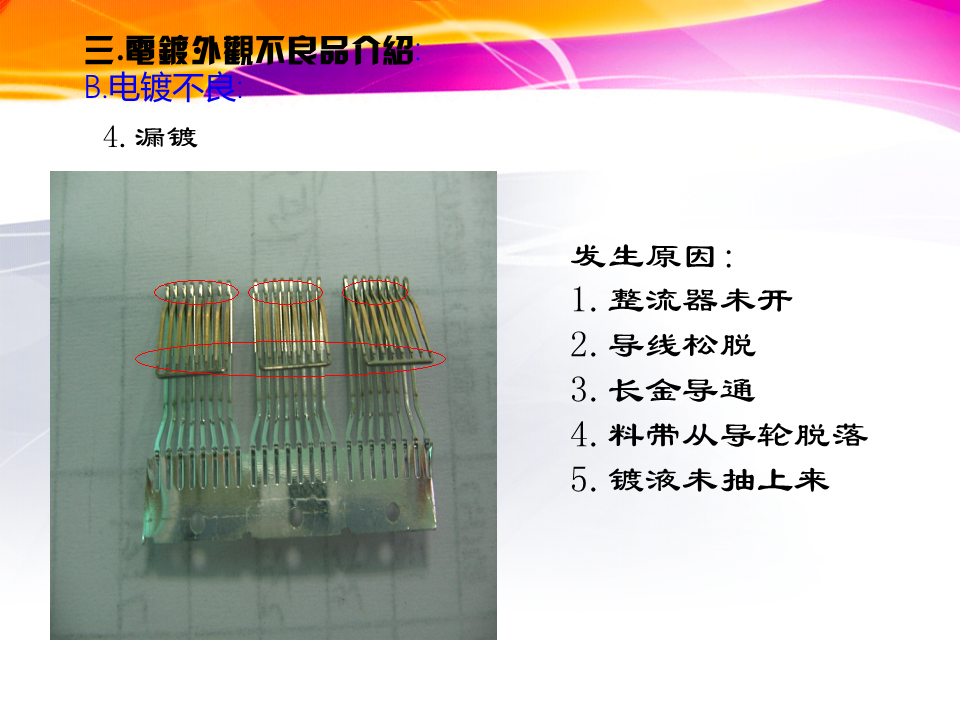 三.電鍍外觀不良品介紹:
B.电镀不良:
4.漏镀
发生原因:
1.整流器未开
2.导线松脱
3.长金导通
4.料带从导轮脱落
5.镀液未抽上来